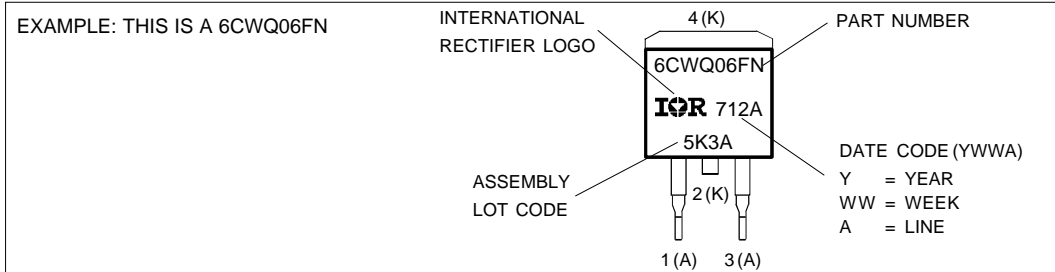 EXAMPLE: THIS IS A 6CWQ06FN
INTERNATIONAL
RECTIFIER LOGO
4 (K)
PART NUMBER
6CWQ06FN
IOR 712A
5K3A
ASSEMBLY
LOT CODE
2 (K)
1 (A) 3 (A)
DATE CODE (YWWA)
Y = YEAR
WW = WEEK
A = LINE